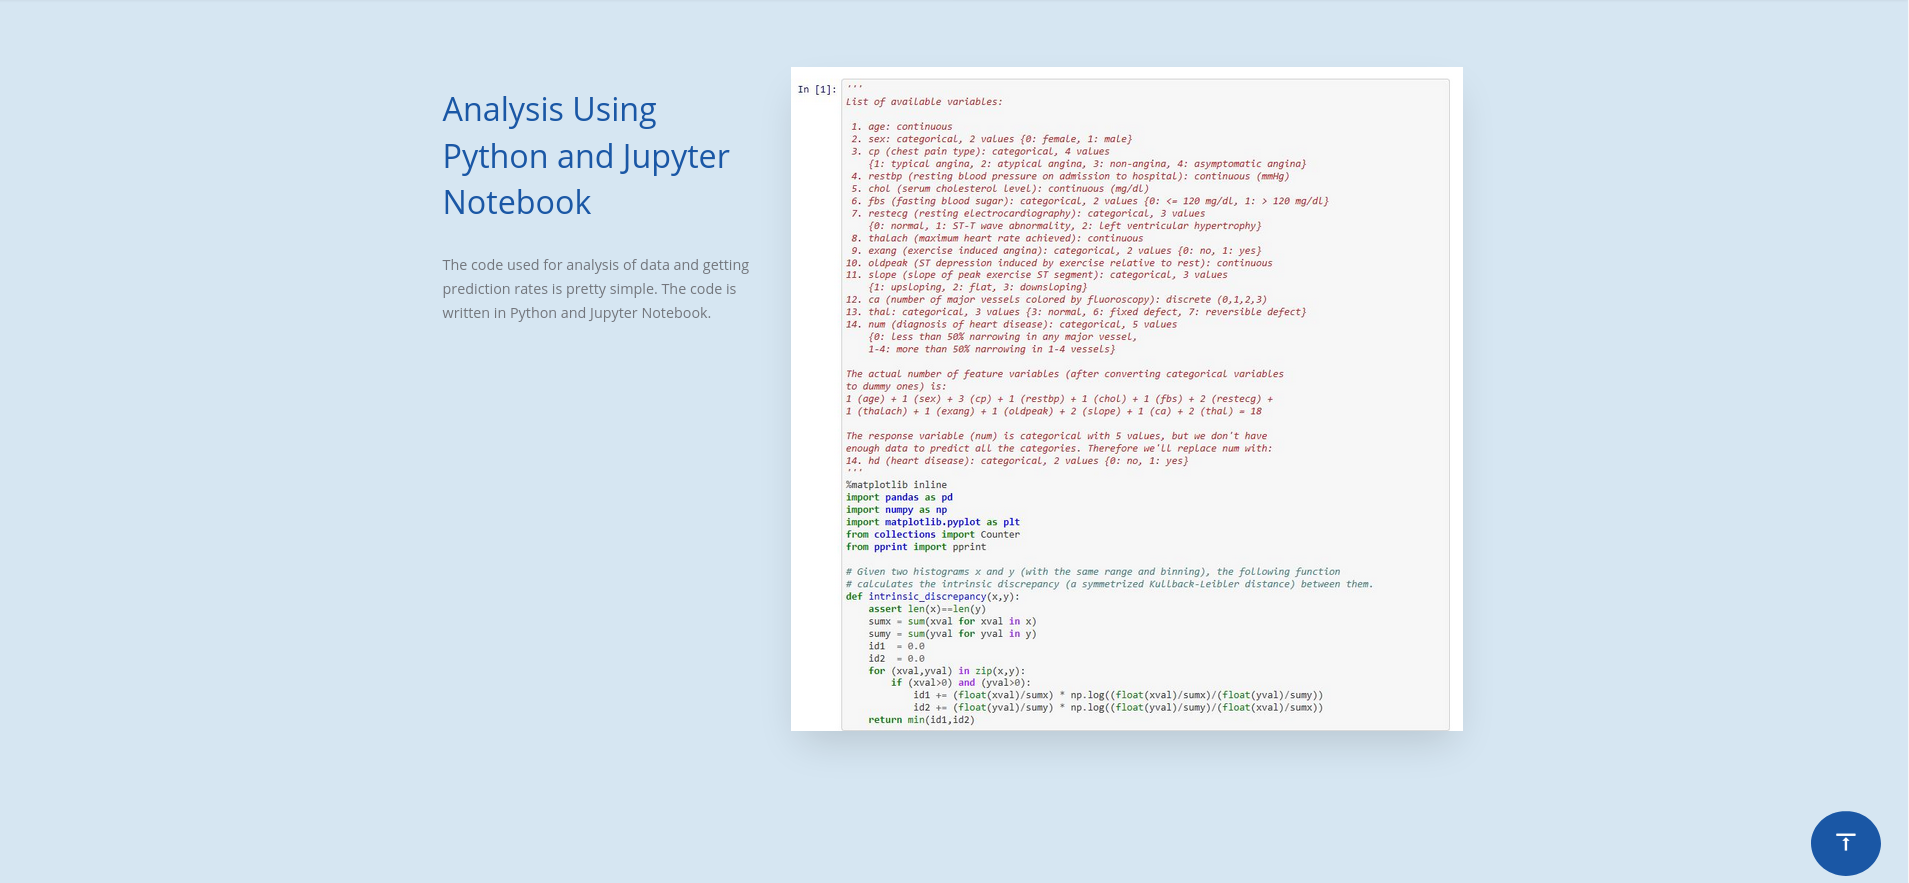 Analysis Using
Python and Jupyter
Notebook
The code used for analysis of data and getting
prediction rates is pretty simple. The code is
written in Python and Jupyter Notebook.
In [1]:
'''
List of available variables:
1. age: continuous
2. sex: categorical, 2 values {0: female, 1: male}
3. cp (chest pain type): categorical, 4 values
{1: typical angina, 2: atypical angina, 3: non-angina, 4: asymptomatic angina}
4. restbp (resting blood pressure on admission to hospital): continuous (mmHg)
5. chol (serum cholesterol level): continuous (mg/dl)
6. fbs (fasting blood sugar): categorical, 2 values {0: <= 120 mg/dl, 1: > 120 mg/dl}
7. restecg (resting electrocardiography): categorical, 3 values
{0: normal, 1: ST-T wave abnormality, 2: left ventricular hypertrophy}
8. thalach (maximum heart rate achieved): continuous
9. exang (exercise induced angina): categorical, 2 values {0: no, 1: yes}
10. oldpeak (ST depression induced by exercise relative to rest): continuous
11. slope (slope of peak exercise ST segment): categorical, 3 values
{1: upsloping, 2: flat, 3: downsloping}
12. ca (number of major vessels colored by fluoroscopy): discrete (0,1,2,3)
13. thal: categorical, 3 values {3: normal, 6: fixed defect, 7: reversible defect}
14. num (diagnosis of heart disease): categorical, 5 values
{0: less than 50% narrowing in any major vessel,
1-4: more than 50% narrowing in 1-4 vessels}
The actual number of feature variables (after converting categorical variables
to dummy ones) is:
1 (age) + 1 (sex) + 3 (cp) + 1 (restbp) + 1 (chol) + 1 (fbs) + 2 (restecg) +
1 (thalach) + 1 (exang) + 1 (oldpeak) + 2 (slope) + 1 (ca) + 2 (thal) = 18
The response variable (num) is categorical with 5 values, but we don't have
enough data to predict all the categories. Therefore we'll replace num with:
14. hd (heart disease): categorical, 2 values {0: no, 1: yes}
'''
%matplotlib inline
import pandas as pd
import numpy as np
import matplotlib.pyplot as plt
from collections import Counter
from pprint import pprint
# Given two histograms x and y (with the same range and binning), the following function
# calculates the intrinsic discrepancy (a symmetrized Kullback-Leibler distance) between them.
def intrinsic_discrepancy(x,y):
assert len(x)==len(y)
sumx = sum(xval for xval in x)
sumy = sum(yval for yval in y)
id1 = 0.0
id2 = 0.0
for (xval,yval) in zip(x,y):
if (xval>0) and (yval>0):
id1 += (float(xval)/sumx) * np.log((float(xval)/sumx)/(float(yval)/sumy))
id2 += (float(yval)/sumy) * np.log((float(yval)/sumy)/(float(xval)/sumx))
return min(id1,id2)